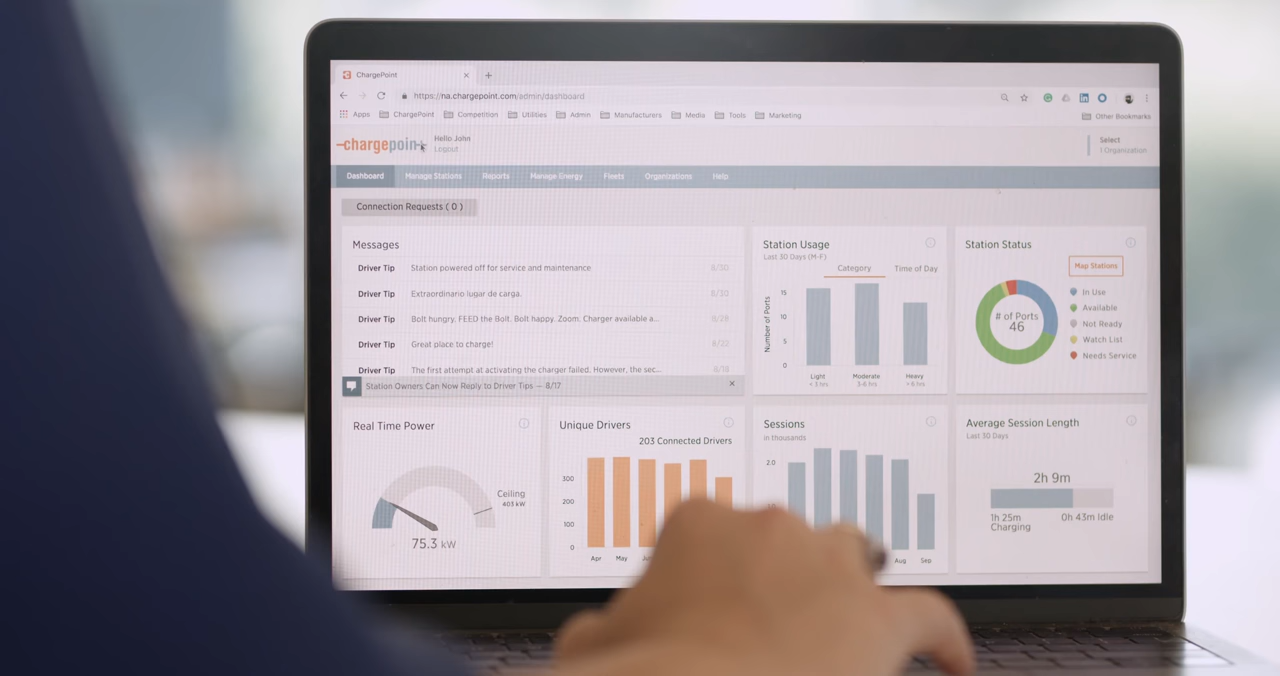 ChargePoint
https://na.chargepoint.com/admin/dashboard
Apps ChargePoint Competition Utilities Admin Manufacturers Media Tools Marketing Other Bookmarks
-chargepoin+
Hello John
Logout
Select
1 Organization
Dashboard Manage Stations Reports Manage Energy Fleets Organizations Help
Connection Requests ( 0 )
Messages
Driver Tip Station powered off for service and maintenance 8/30
Driver Tip Extraordinario lugar de carga. 8/30
Driver Tip Bolt hungry. FEED the Bolt. Bolt happy. Zoom. Charger available a... 8/28
Driver Tip Great place to charge! 8/22
Driver Tip The first attempt at activating the charger failed. However, the sec...
Station Owners Can Now Reply to Driver Tips – 8/17
Station Usage
Last 30 Days (M-F)
Category Time of Day
Number of Ports
15
10
5
0
Light Moderate Heavy
< 3 hrs 3-6 hrs > 6 hrs
Station Status
Map Stations
# of Ports
46
In Use
Available
Not Ready
Watch List
Needs Service
Real Time Power
Ceiling
403 kW
75.3 kW
Unique Drivers
203 Connected Drivers
300
200
100
0
Apr May
Sessions
in thousands
2.0
Aug Sep
Average Session Length
Last 30 Days
2h 9m
1h 25m 0h 43m Idle
Charging